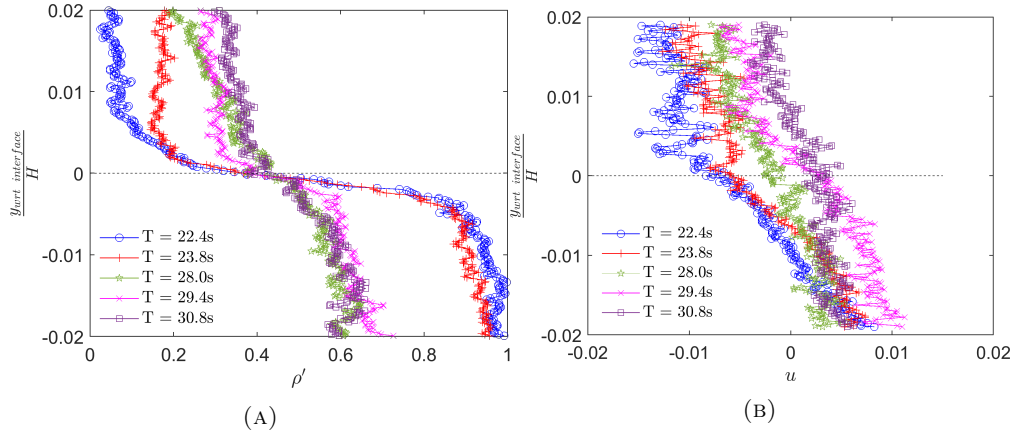 0.02
0.01
0
-0.01
-0.02
y_wrt interface
H
T = 22.4s
T = 23.8s
T = 28.0s
T = 29.4s
T = 30.8s
0 0.2 0.4 0.6 0.8 1
ρ′
(A)
0.02
0.01
0
-0.01
-0.02
y_wrt interface
H
T = 22.4s
T = 23.8s
T = 28.0s
T = 29.4s
T = 30.8s
-0.02 -0.01 0 0.01 0.02
u
(B)